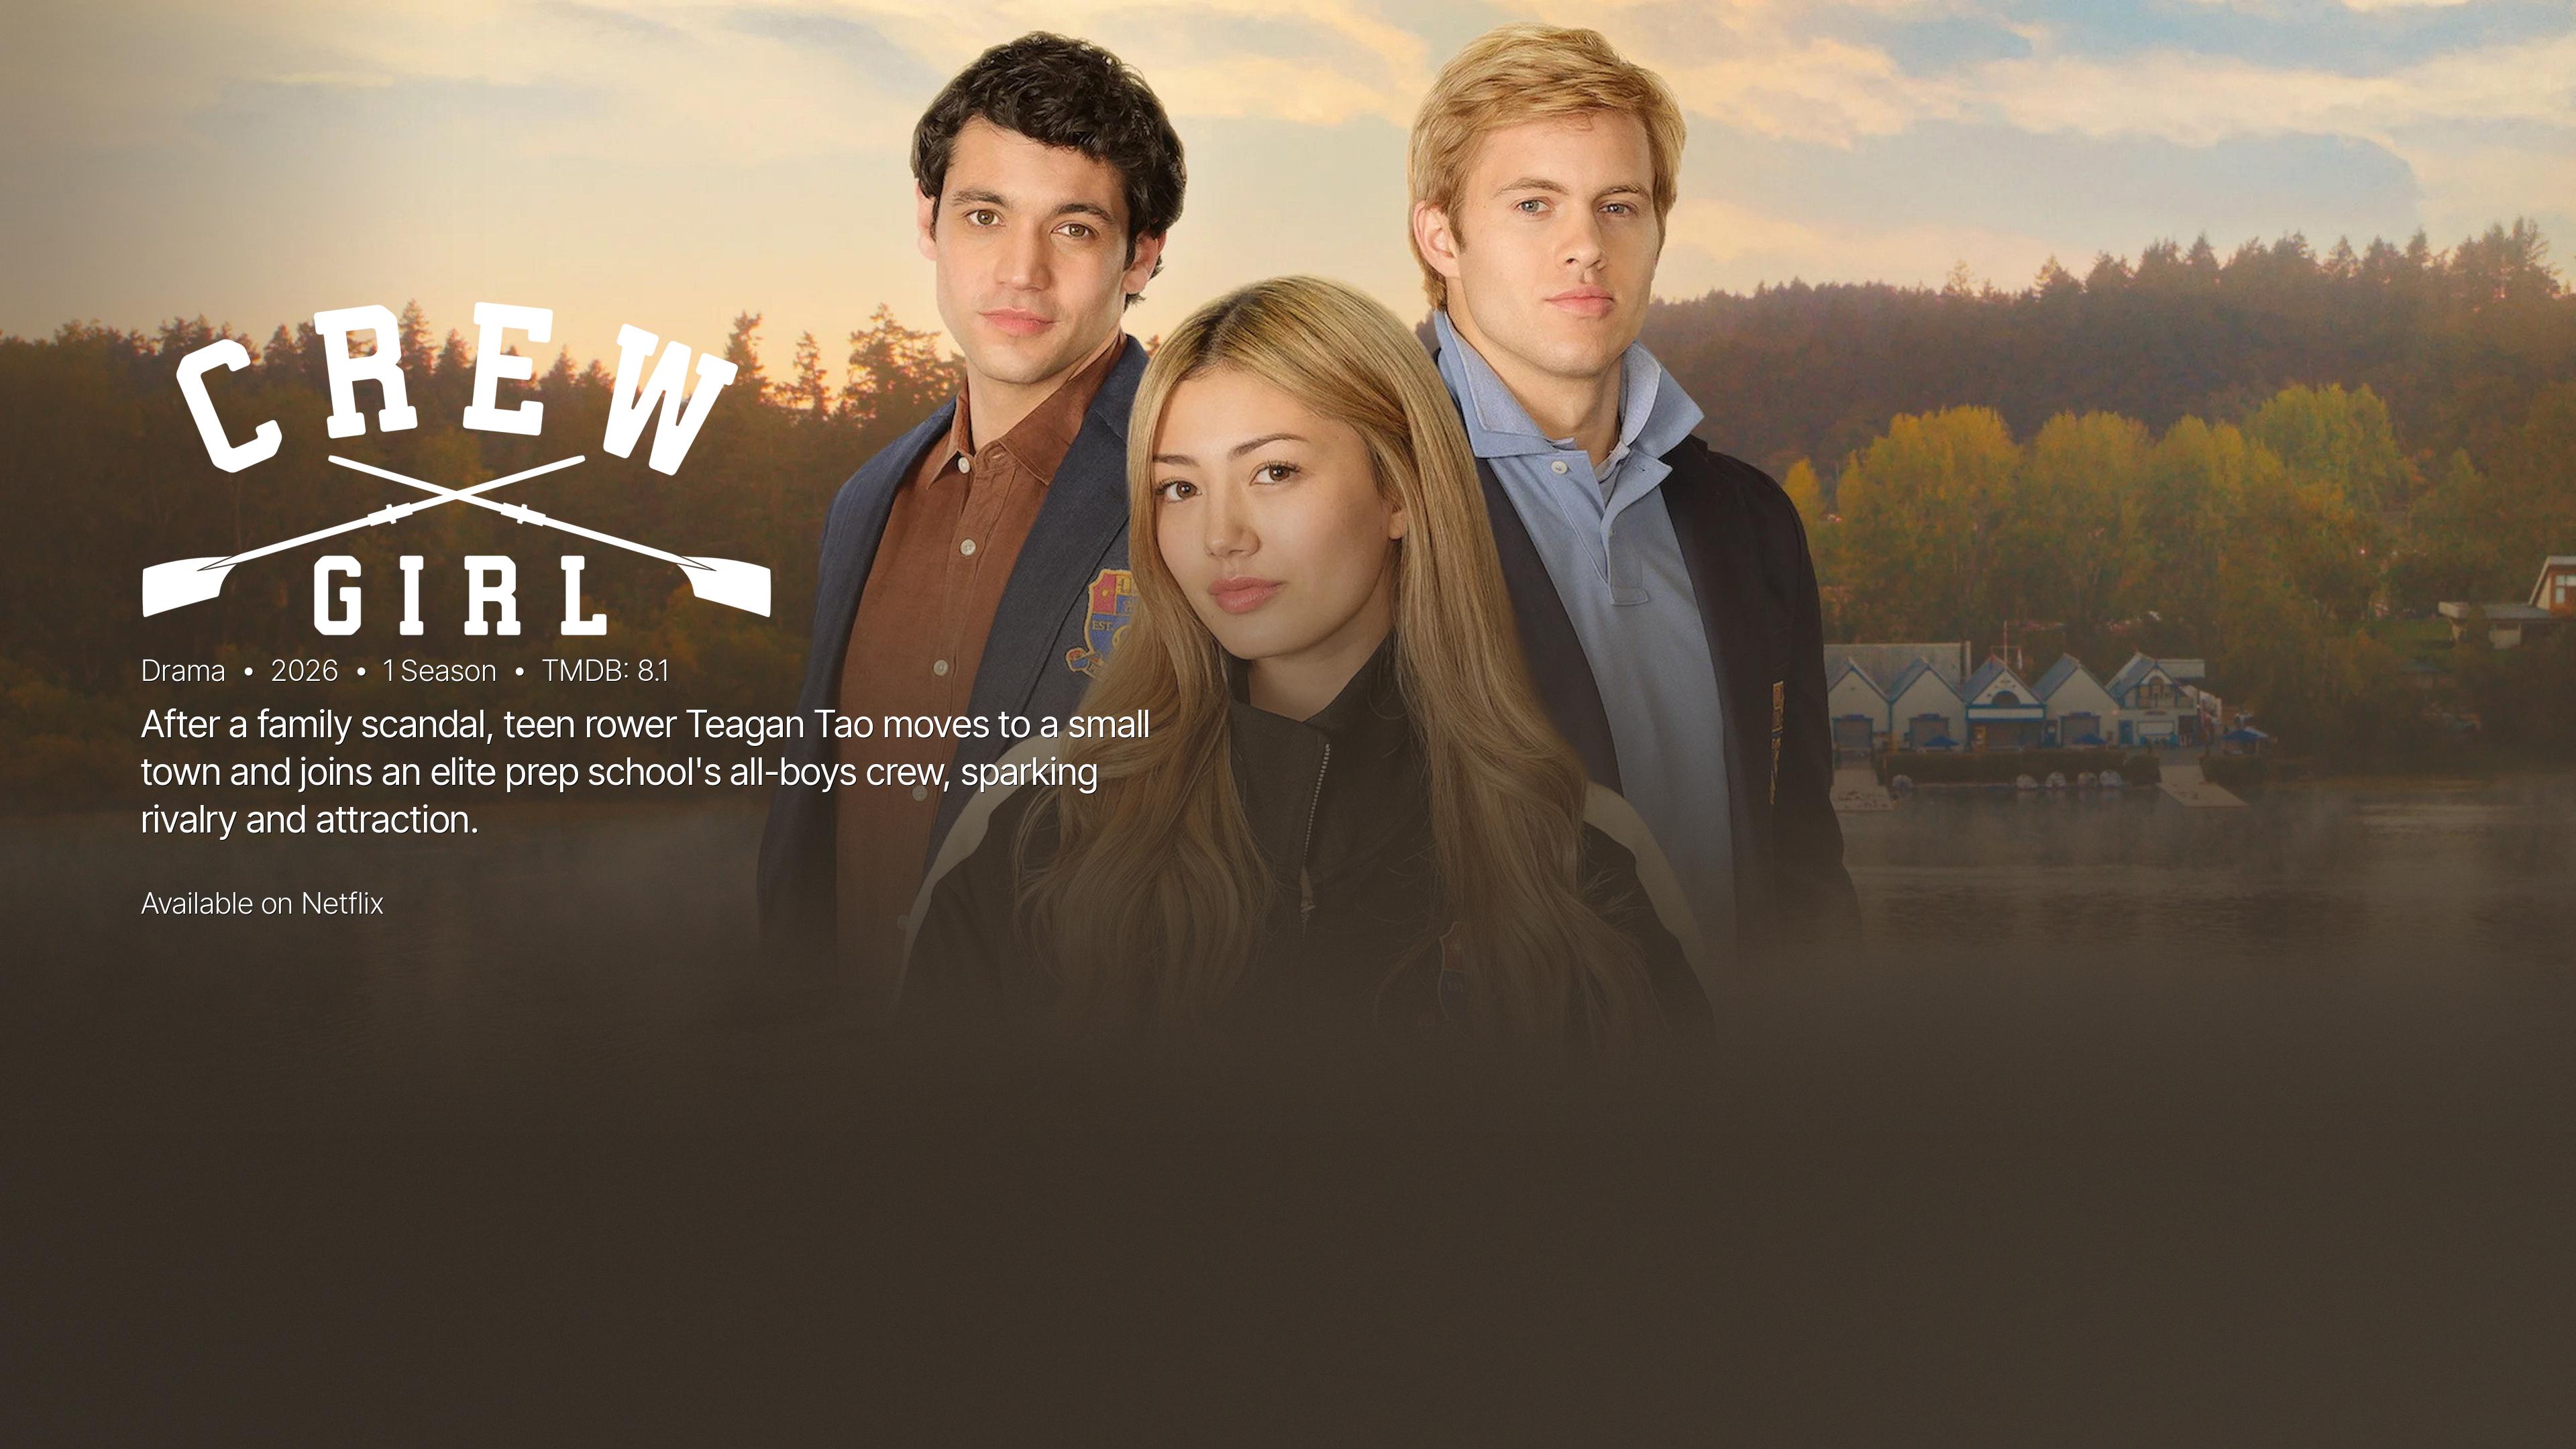 CREW
GIRL
Drama • 2026 • 1 Season • TMDB: 8.1
After a family scandal, teen rower Teagan Tao moves to a small
town and joins an elite prep school's all-boys crew, sparking
rivalry and attraction.
Available on Netflix
EST.